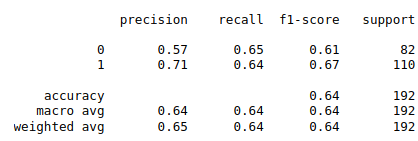 precision recall f1-score support
0 0.57 0.65 0.61 82
1 0.71 0.64 0.67 110
accuracy 0.64 192
macro avg 0.64 0.64 0.64 192
weighted avg 0.65 0.64 0.64 192